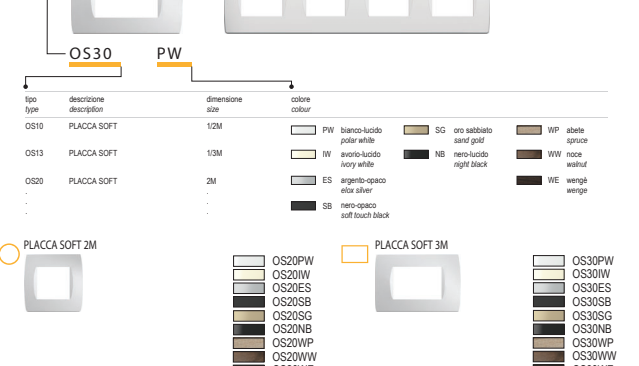 OS30 PW
tipo descrizione dimensione colore
type description size colour
OS10 PLACCA SOFT 1/2M
PW bianco-lucido SG oro sabbiato WP abete
polar white sand gold spruce
OS13 PLACCA SOFT 1/3M
IW avorio-lucido NB nero-lucido WW noce
ivory white night black walnut
OS20 PLACCA SOFT 2M
ES argento-opaco WE wengè
elox silver wenge
. . .
. . .
. . .
SB nero-opaco
soft touch black
PLACCA SOFT 2M
OS20PW
OS20IW
OS20ES
OS20SB
OS20SG
OS20NB
OS20WP
OS20WW
PLACCA SOFT 3M
OS30PW
OS30IW
OS30ES
OS30SB
OS30SG
OS30NB
OS30WP
OS30WW